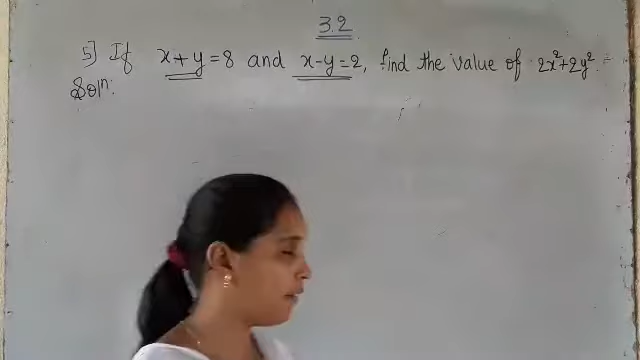 3.2
5] If x+y=8 and x-y=2, find the value of 2x²+2y².
Solⁿ.